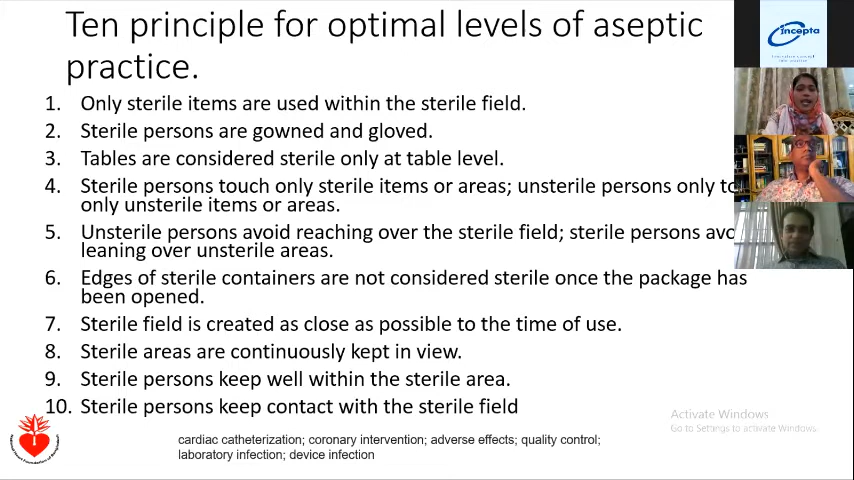 Ten principle for optimal levels of aseptic
practice.
1. Only sterile items are used within the sterile field.
2. Sterile persons are gowned and gloved.
3. Tables are considered sterile only at table level.
4. Sterile persons touch only sterile items or areas; unsterile persons only to
only unsterile items or areas.
5. Unsterile persons avoid reaching over the sterile field; sterile persons avo
leaning over unsterile areas.
6. Edges of sterile containers are not considered sterile once the package has
been opened.
7. Sterile field is created as close as possible to the time of use.
8. Sterile areas are continuously kept in view.
9. Sterile persons keep well within the sterile area.
10. Sterile persons keep contact with the sterile field
cardiac catheterization; coronary intervention; adverse effects; quality control;
laboratory infection; device infection
Activate Windows
Go to Settings to activate Windows.
incepta